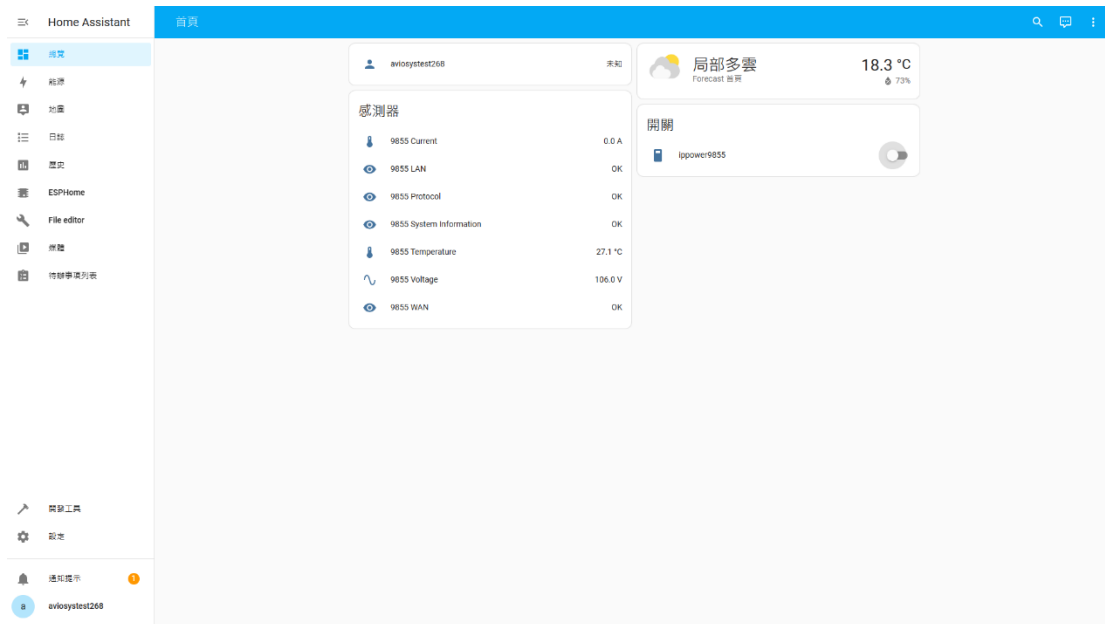 Home Assistant
首頁
總覽
能源
地圖
日誌
歷史
ESPHome
File editor
媒體
待辦事項列表
開發工具
設定
通知提示
1
a
aviosystest268
aviosystest268 未知
感測器
9855 Current 0.0 A
9855 LAN OK
9855 Protocol OK
9855 System Information OK
9855 Temperature 27.1 °C
9855 Voltage 106.0 V
9855 WAN OK
局部多雲 18.3 °C
Forecast 首頁 73%
開關
ippower9855